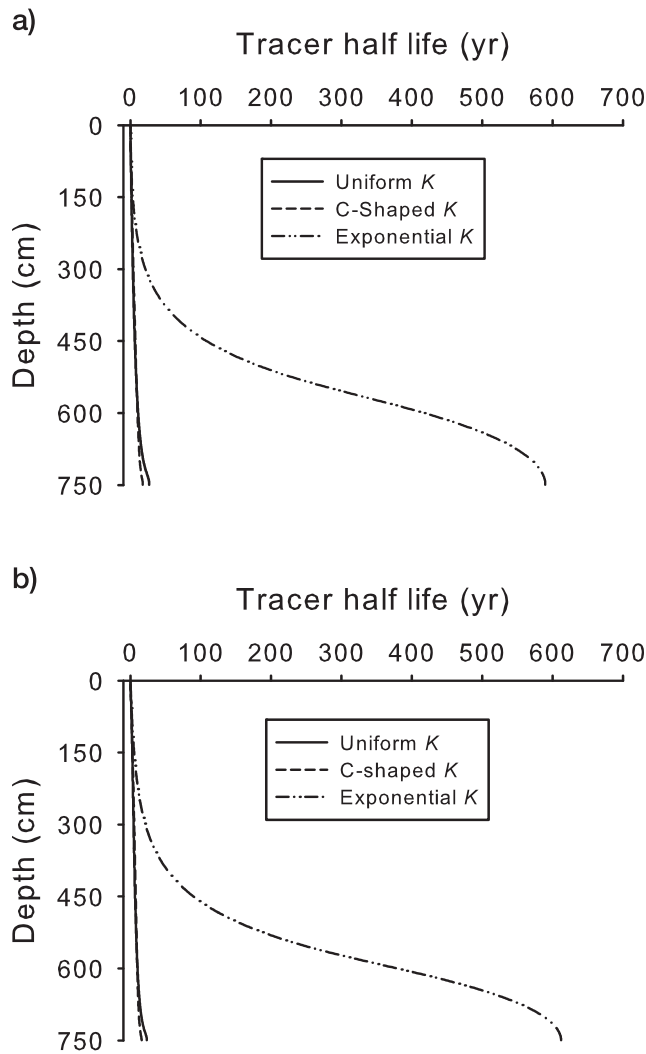 a)
Tracer half life (yr)
0 100 200 300 400 500 600 700
0
150
300
450
600
750
Depth (cm)
Uniform K
C-Shaped K
Exponential K
b)
Tracer half life (yr)
0 100 200 300 400 500 600 700
0
150
300
450
600
750
Depth (cm)
Uniform K
C-shaped K
Exponential K